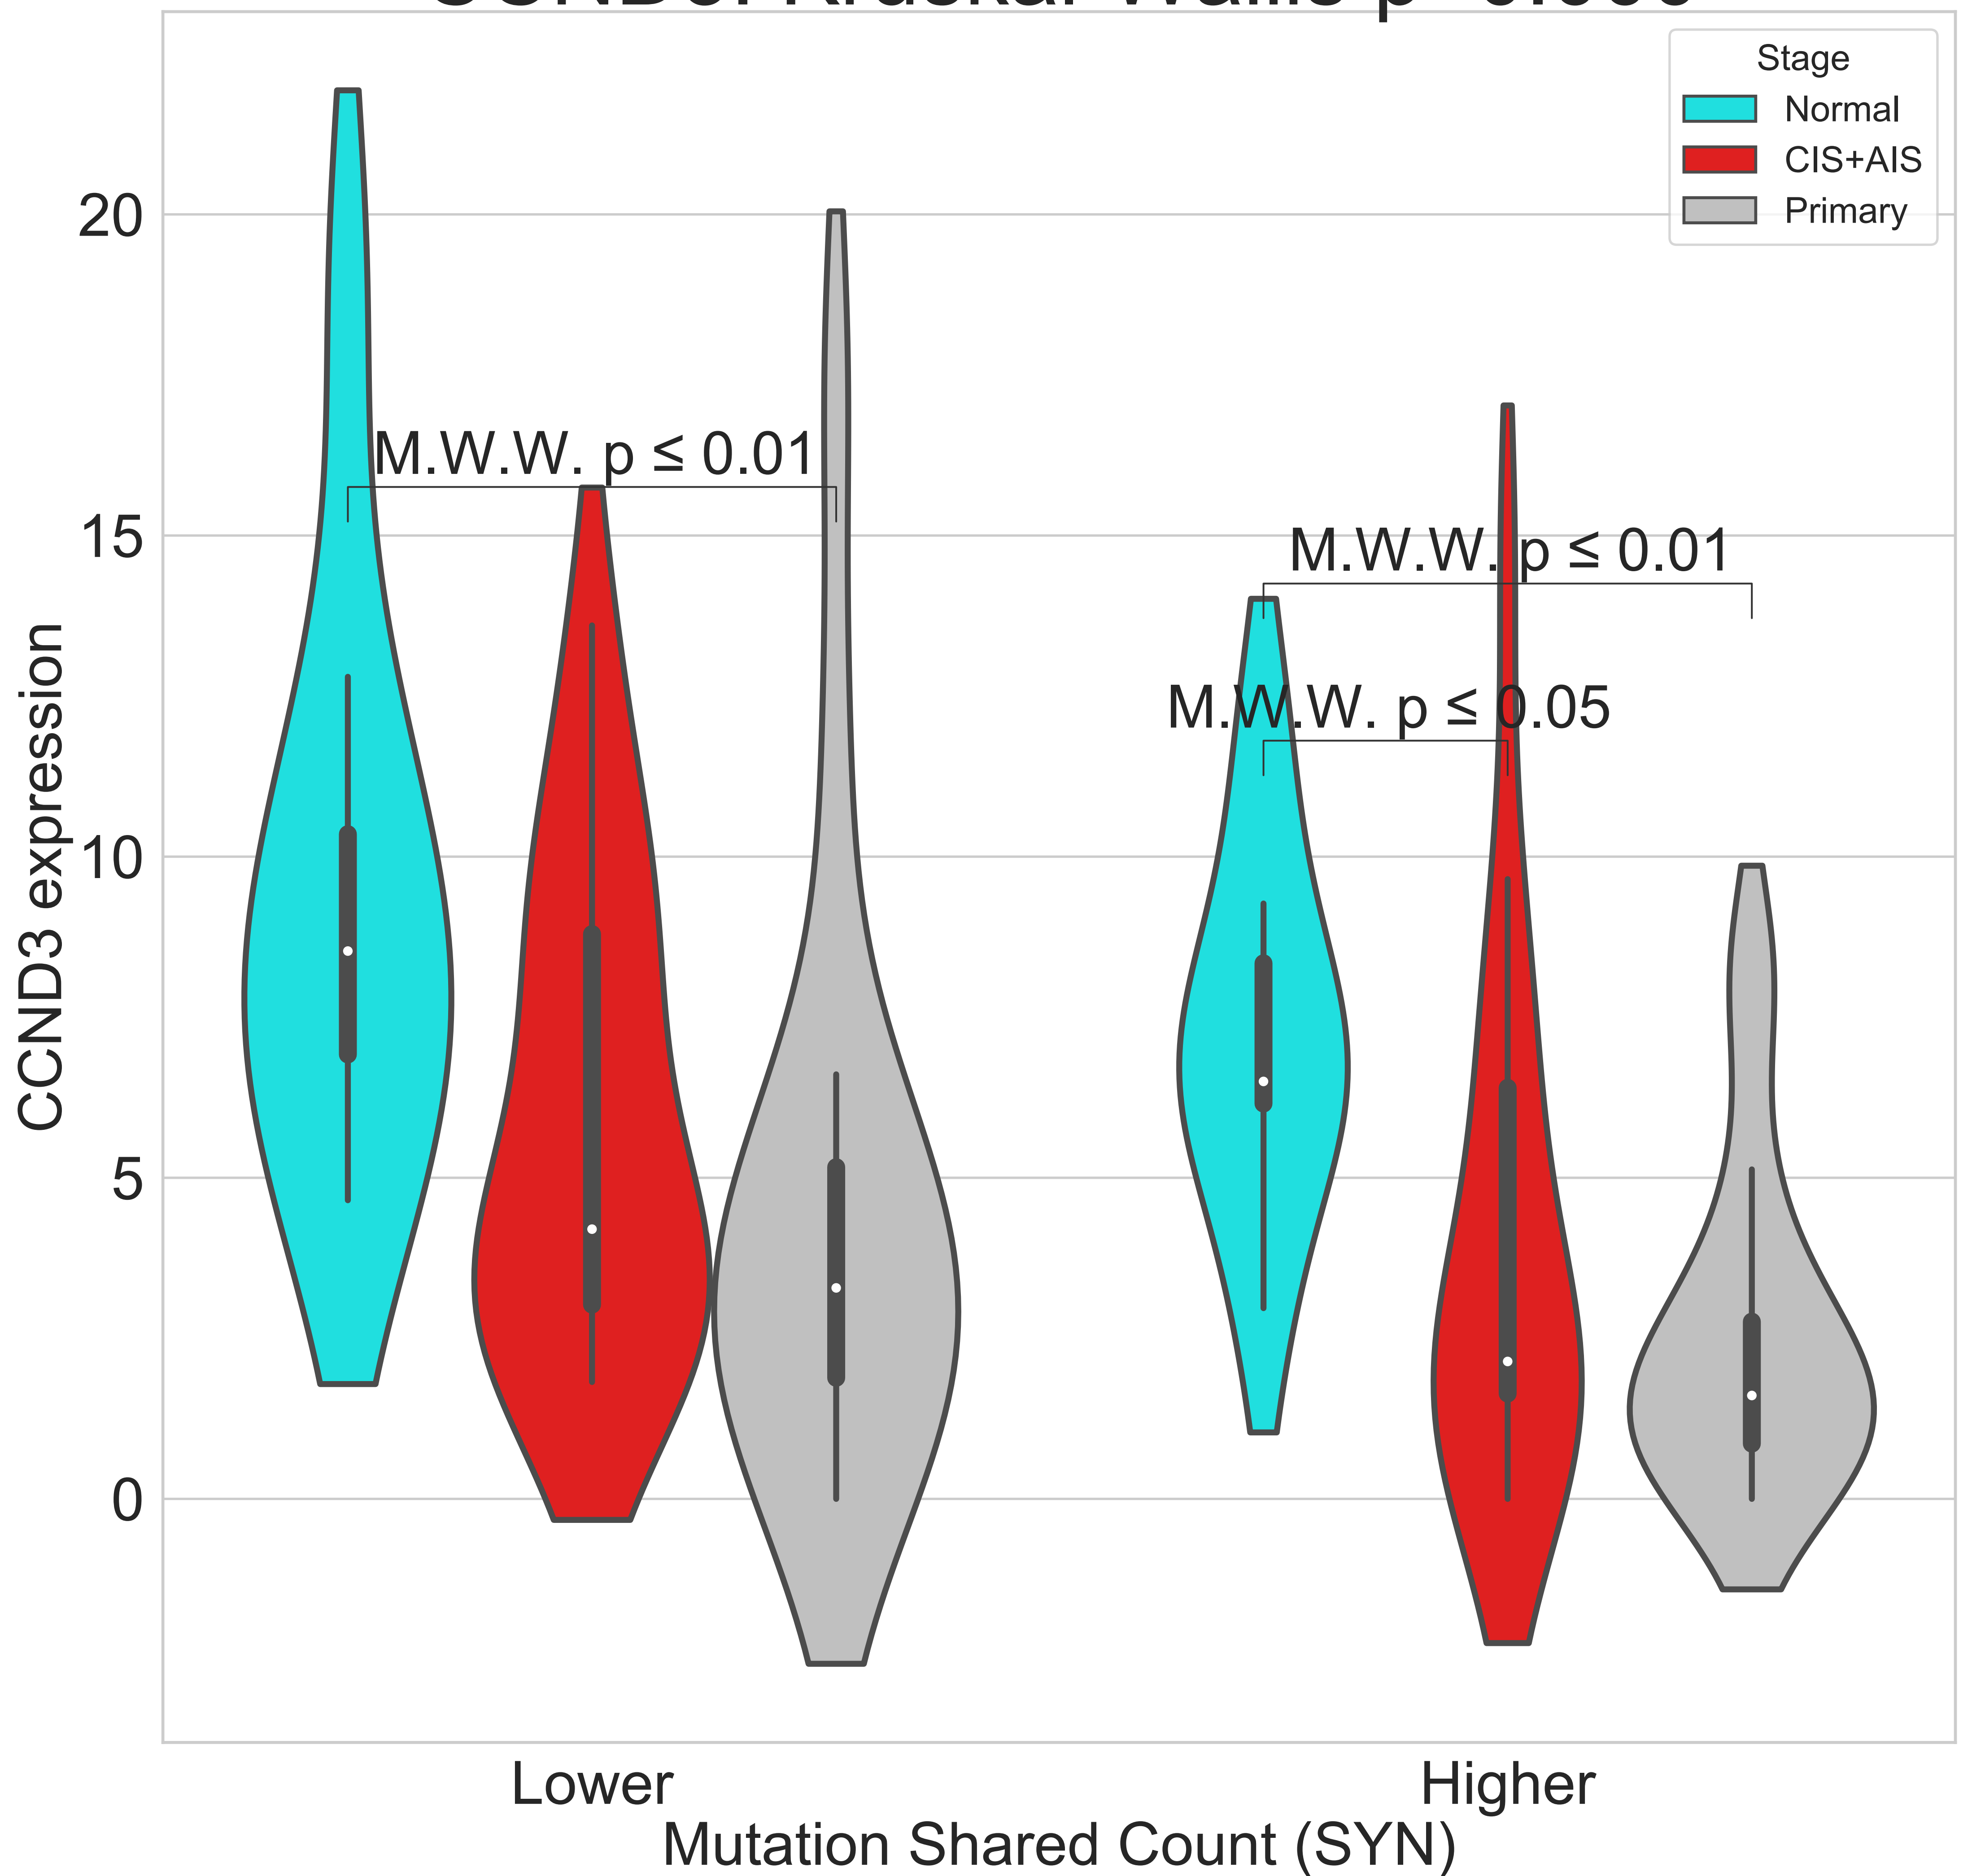 Stage
Normal
CIS+AIS
Primary
CCND3 expression
20
15
10
5
0
M.W.W. p ≤ 0.01
M.W.W. p ≤ 0.01
M.W.W. p ≤ 0.05
Lower
Higher
Mutation Shared Count (SYN)